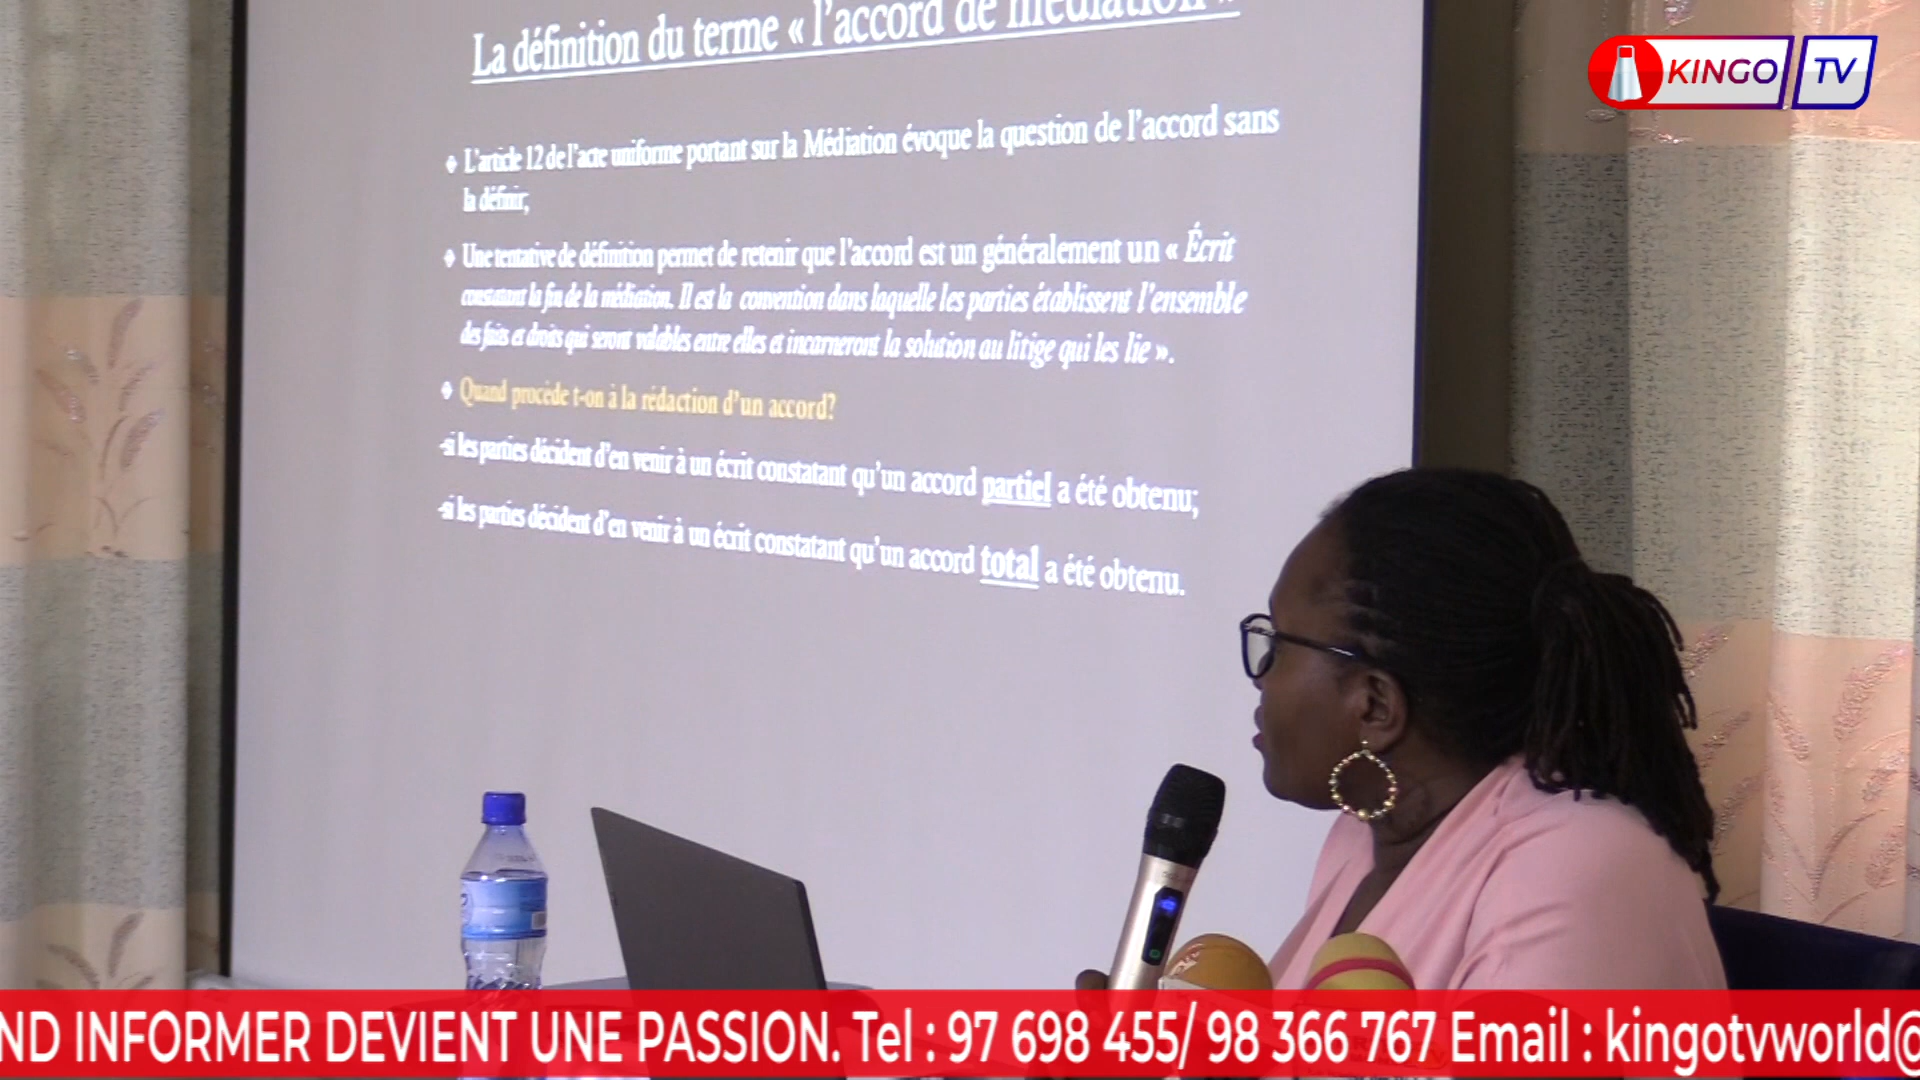 La définition du terme « l'accord de médiation «
KINGO TV
❖ L'article 12 de l'acte uniforme portant sur la Médiation évoque la question de l'accord sans
la définir;
❖ Une tentative de définition permet de retenir que l'accord est un généralement un « Écrit
constatant la fin de la médiation. Il est la convention dans laquelle les parties établissent l'ensemble
des faits et droits qui seront valables entre elles et incarneront la solution au litige qui les lie ».
❖ Quand procède t-on à la rédaction d'un accord?
-si les parties décident d'en venir à un écrit constatant qu'un accord partiel a été obtenu;
-si les parties décident d'en venir à un écrit constatant qu'un accord total a été obtenu.
ND INFORMER DEVIENT UNE PASSION. Tel : 97 698 455/ 98 366 767 Email : kingotvworld@